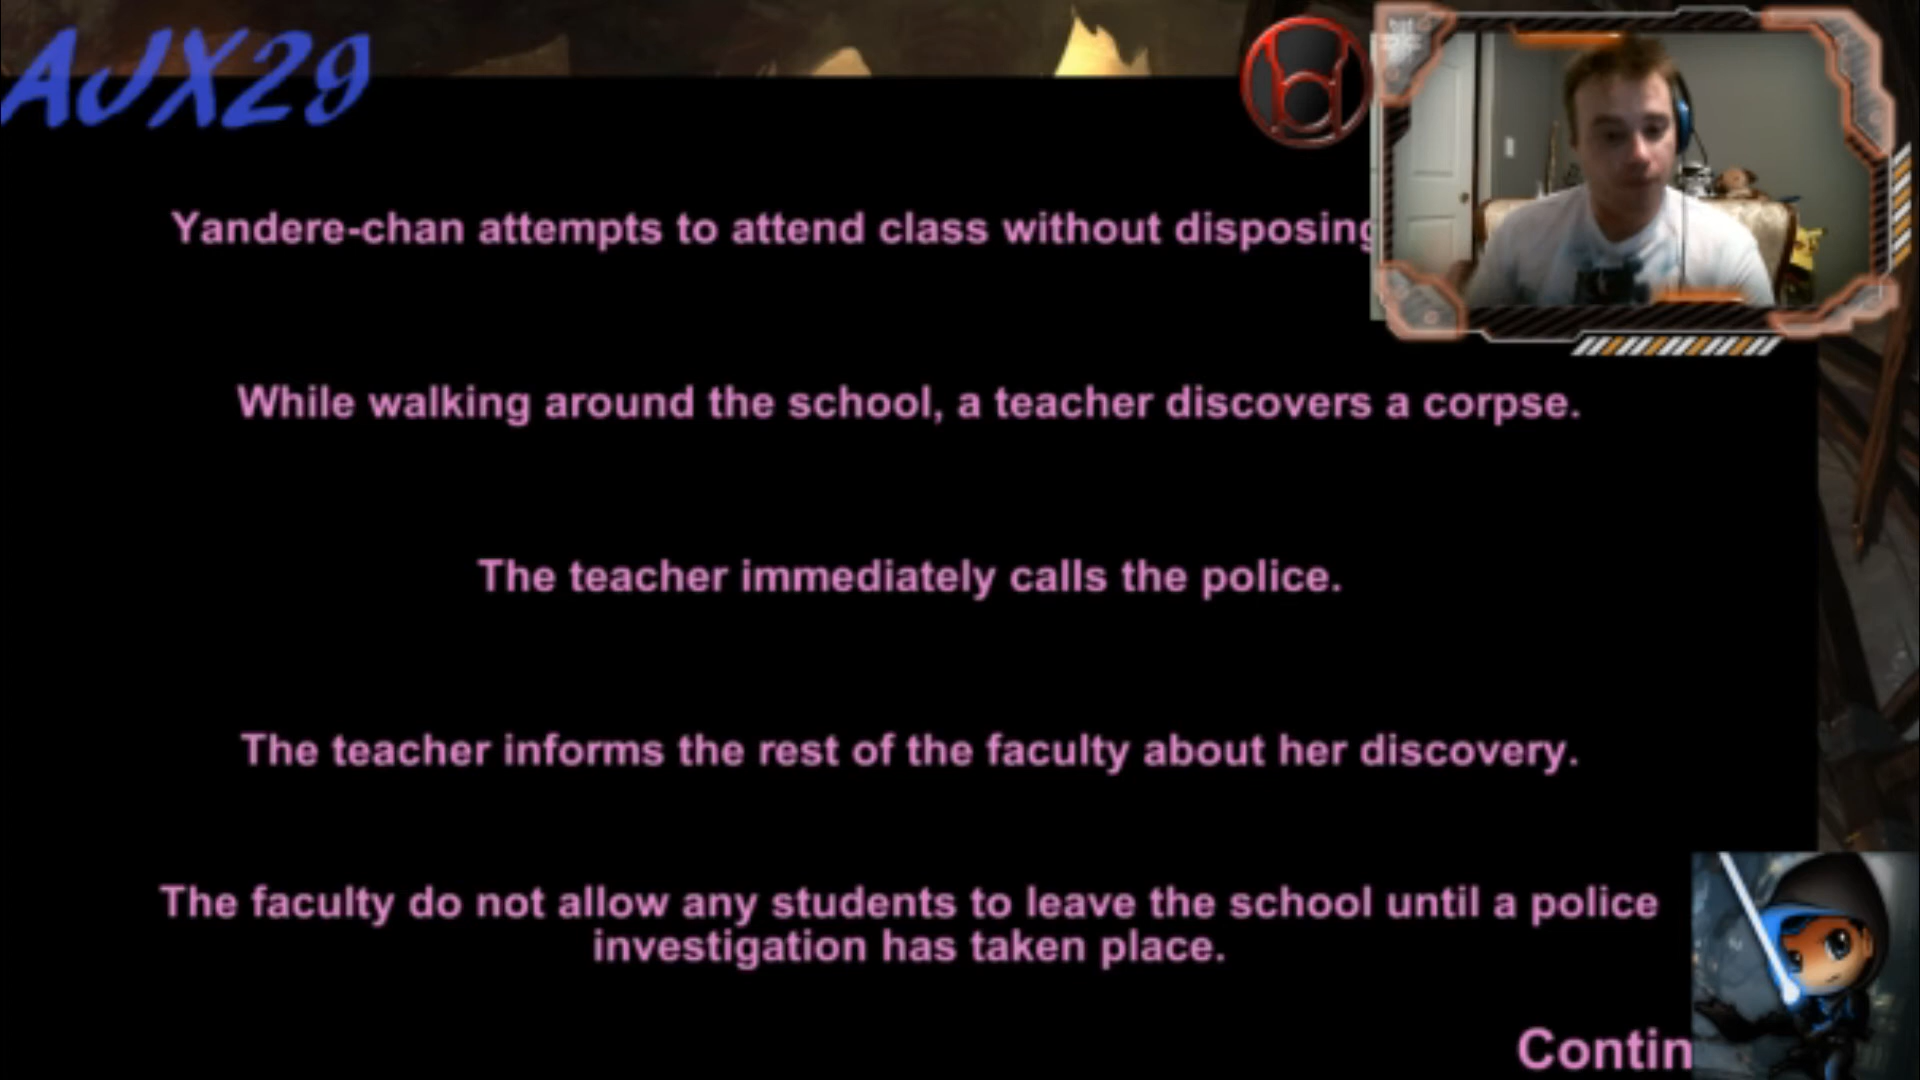 AJX29
Yandere-chan attempts to attend class without disposing
While walking around the school, a teacher discovers a corpse.
The teacher immediately calls the police.
The teacher informs the rest of the faculty about her discovery.
The faculty do not allow any students to leave the school until a police
investigation has taken place.
Contin